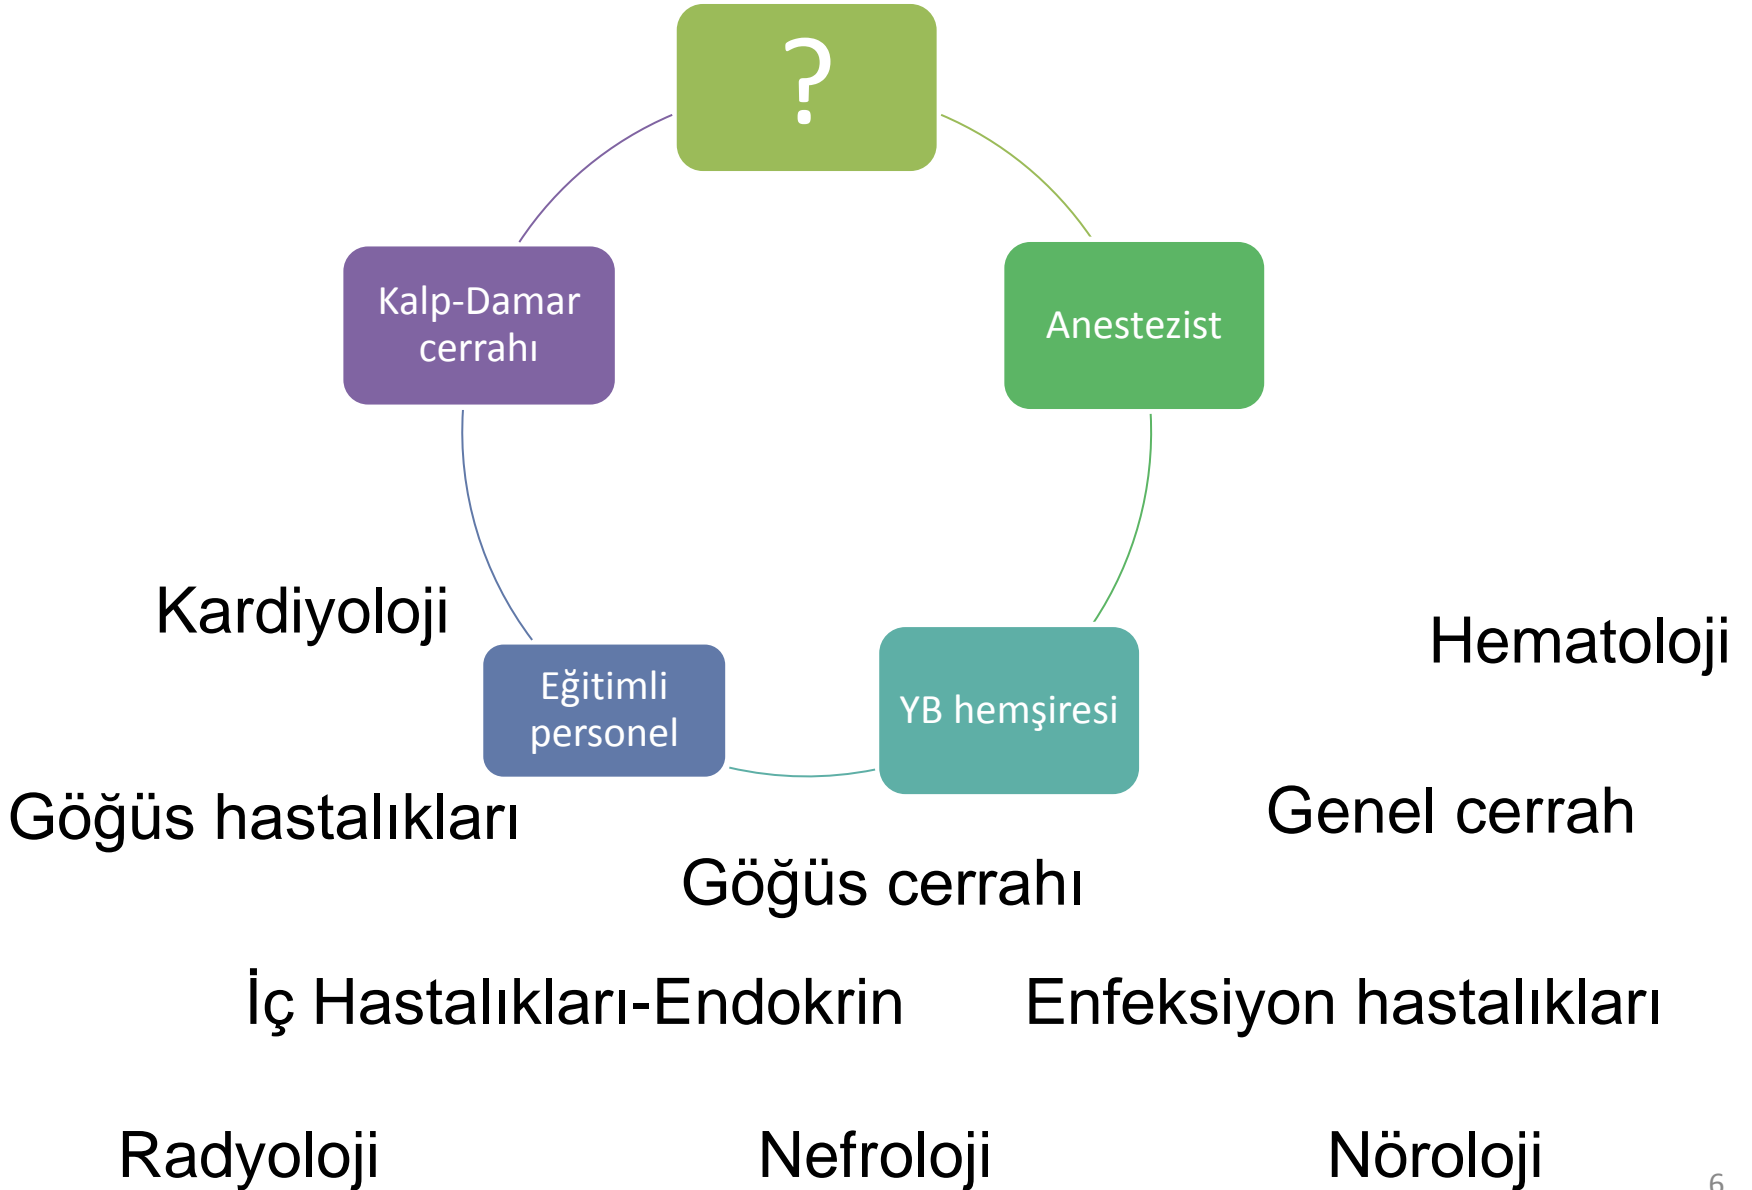 ?
Kalp-Damar
cerrahı
Anestezist
Kardiyoloji
Hematoloji
Eğitimli
personel
YB hemşiresi
Göğüs hastalıkları
Genel cerrah
Göğüs cerrahı
İç Hastalıkları-Endokrin
Enfeksiyon hastalıkları
Radyoloji
Nefroloji
Nöroloji
6